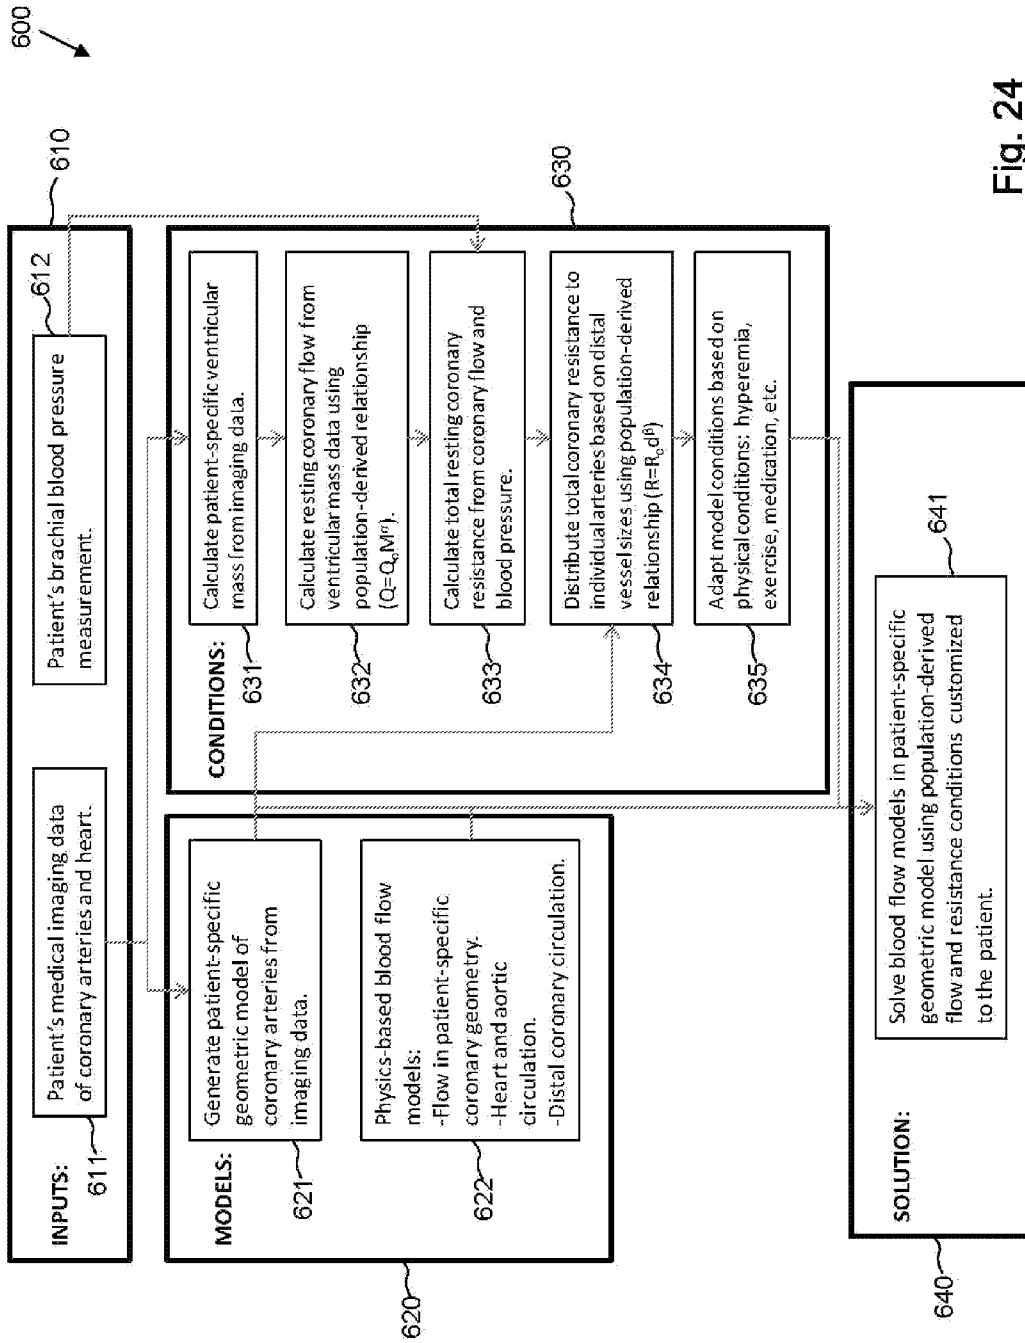 600
610
INPUTS:
Patient's medical imaging data
of coronary arteries and heart.
611
Patient's brachial blood pressure
measurement.
612
MODELS:
Generate patient-specific
geometric model of
coronary arteries from
imaging data.
621
Physics-based blood flow
models:
-Flow in patient-specific
coronary geometry.
-Heart and aortic
circulation.
-Distal coronary circulation.
622
620
CONDITIONS:
630
Calculate patient-specific ventricular
mass from imaging data.
631
Calculate resting coronary flow from
ventricular mass data using
population-derived relationship
(Q=QₒMᵅ).
632
Calculate total resting coronary
resistance from coronary flow and
blood pressure.
633
Distribute total coronary resistance to
individual arteries based on distal
vessel sizes using population-derived
relationship (R=Rₒdᵝ)
634
Adapt model conditions based on
physical conditions: hyperemia,
exercise, medication, etc.
635
SOLUTION:
Solve blood flow models in patient-specific
geometric model using population-derived
flow and resistance conditions customized
to the patient.
641
640
Fig. 24